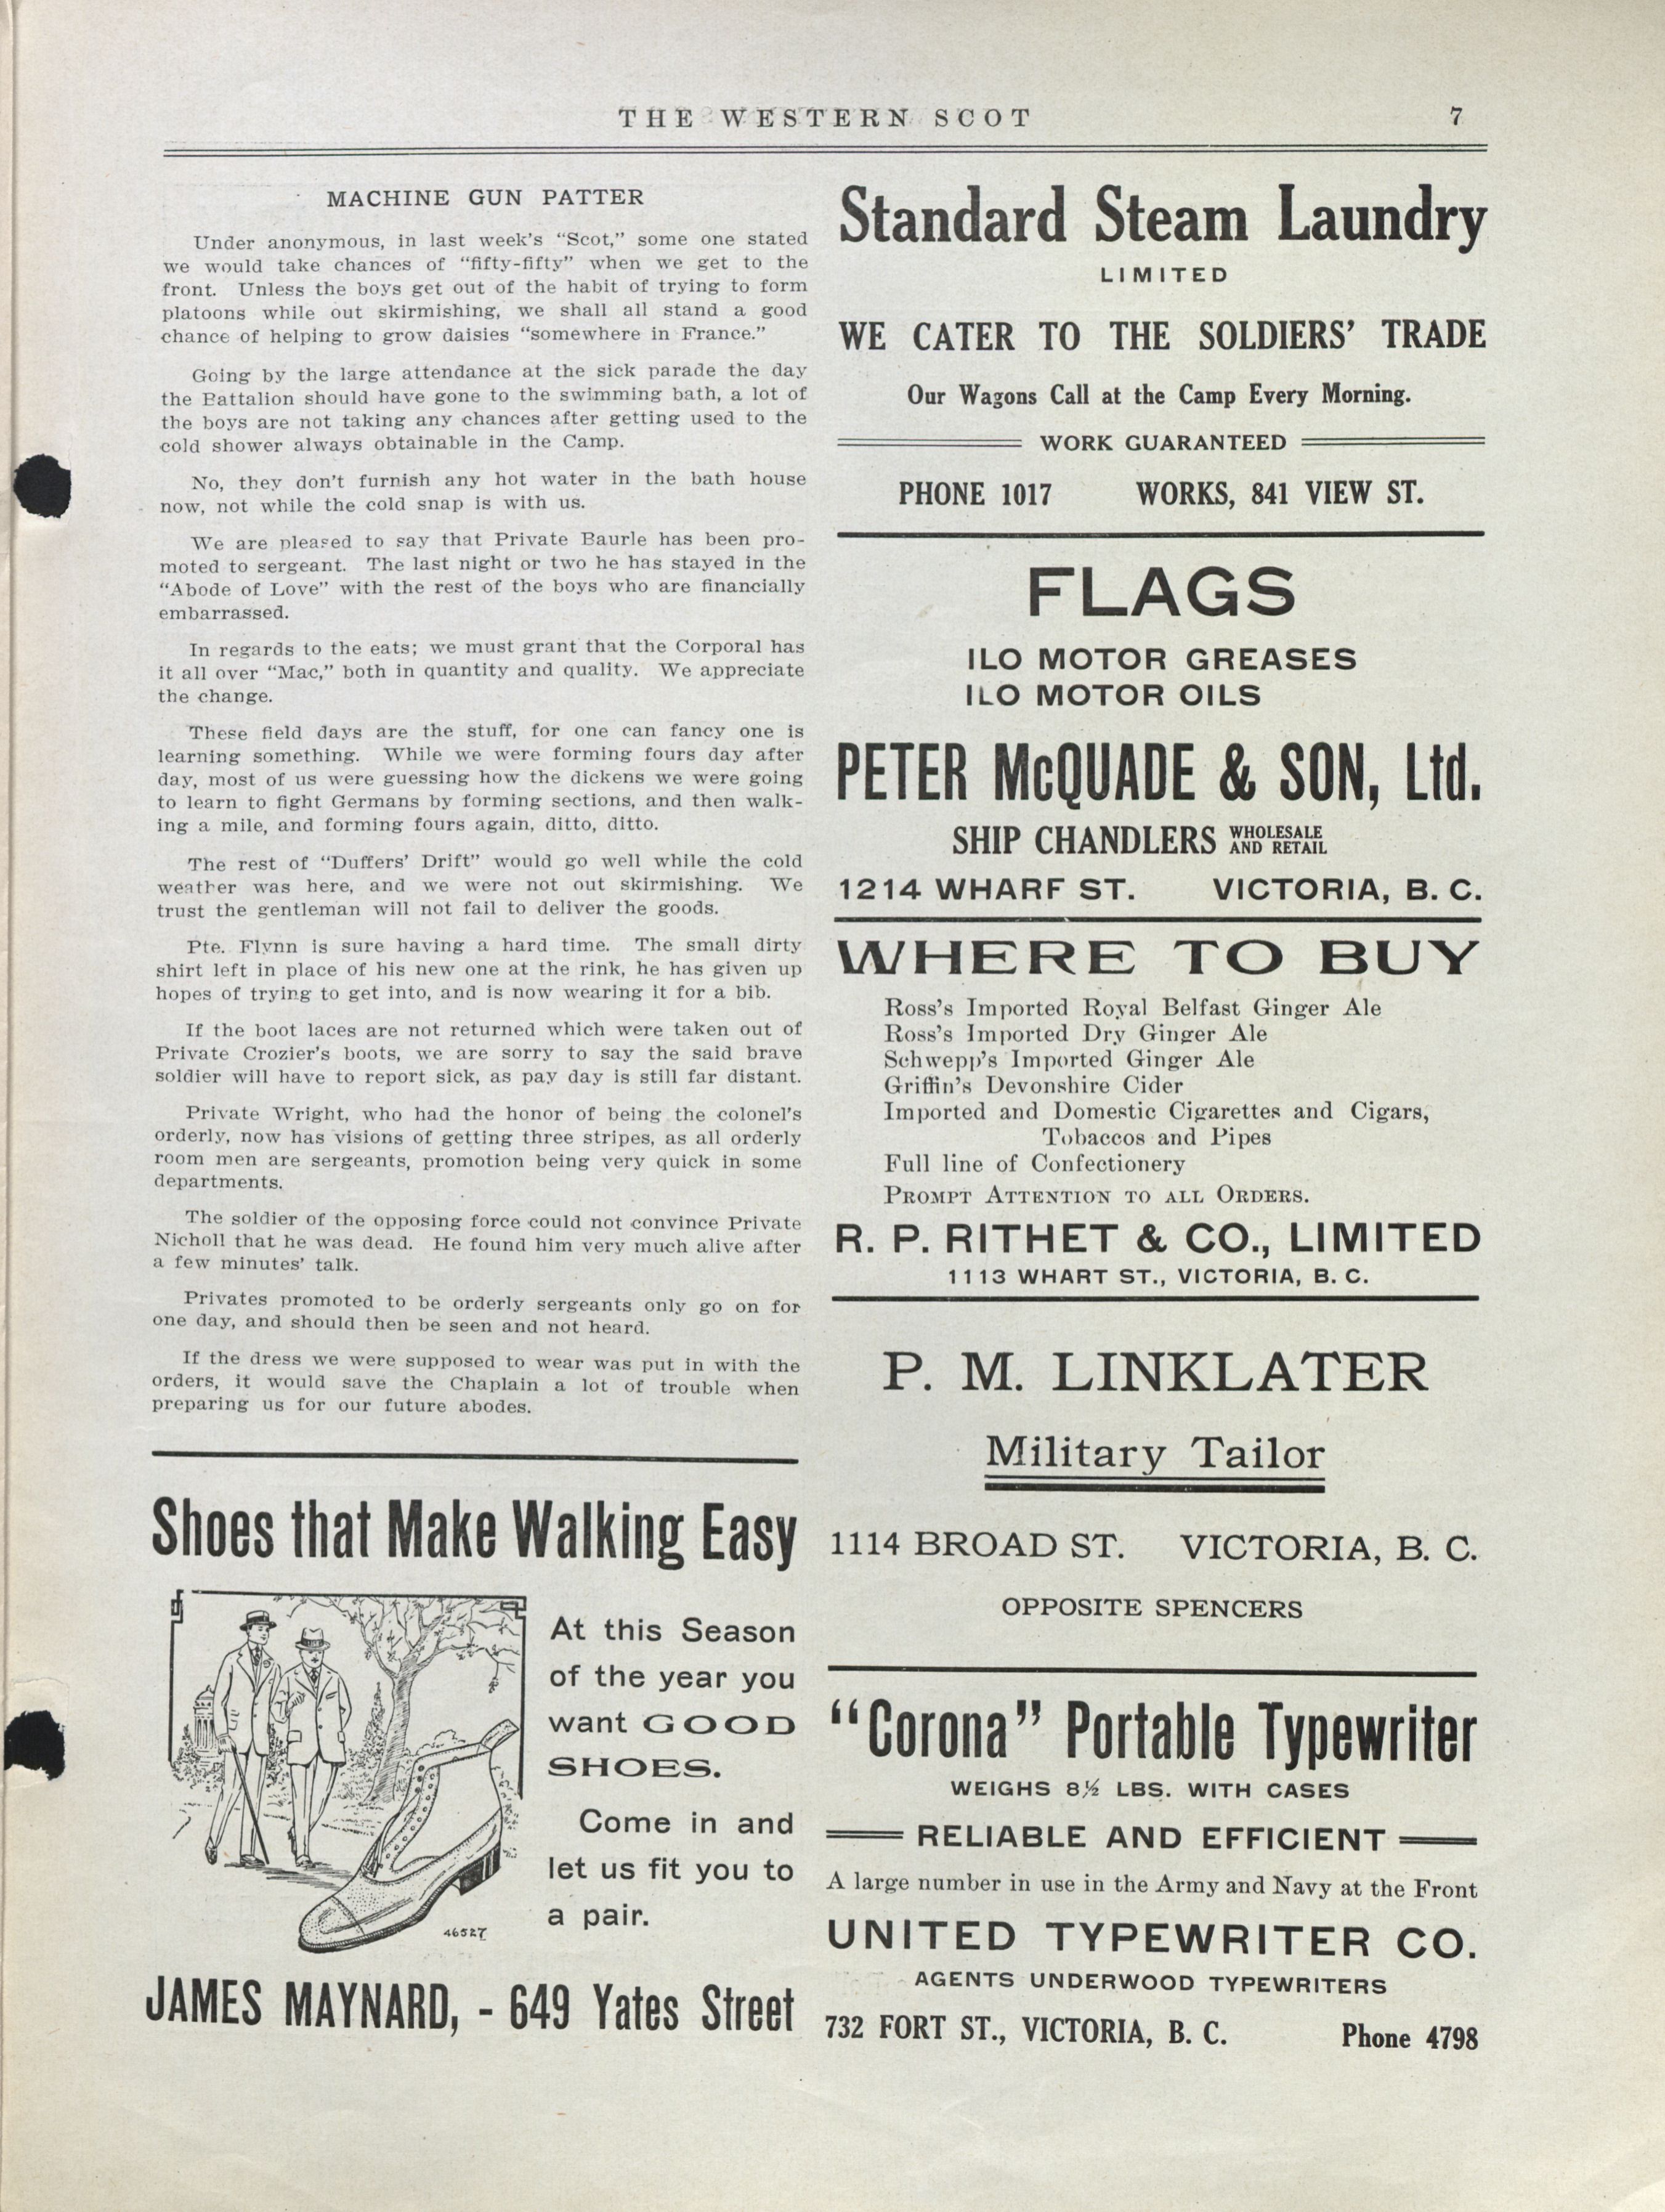 THE WESTERN SCOT
7
MACHINE GUN PATTER
Under anonymous, in last week's "Scot," some one stated
we would take chances of "fifty-fifty" when we get to the
front. Unless the boys get out of the habit of trying to form
platoons while out skirmishing, we shall all stand a good
chance of helping to grow daisies "somewhere in France."
Going by the large attendance at the sick parade the day
the Battalion should have gone to the swimming bath, a lot of
the boys are not taking any chances after getting used to the
cold shower always obtainable in the Camp.
No, they don't furnish any hot water in the bath house
now, not while the cold snap is with us.
We are pleased to say that Private Baurle has been pro-
moted to sergeant. The last night or two he has stayed in the
"Abode of Love" with the rest of the boys who are financially
embarrassed.
In regards to the eats; we must grant that the Corporal has
it all over "Mac," both in quantity and quality. We appreciate
the change.
These field days are the stuff, for one can fancy one is
learning something. While we were forming fours day after
day, most of us were guessing how the dickens we were going
to learn to fight Germans by forming sections, and then walk-
ing a mile, and forming fours again, ditto, ditto.
The rest of "Duffers' Drift" would go well while the cold
weather was here, and we were not out skirmishing. We
trust the gentleman will not fail to deliver the goods.
Pte. Flynn is sure having a hard time. The small dirty
shirt left in place of his new one at the rink, he has given up
hopes of trying to get into, and is now wearing it for a bib.
If the boot laces are not returned which were taken out of
Private Crozier's boots, we are sorry to say the said brave
soldier will have to report sick, as pay day is still far distant.
Private Wright, who had the honor of being the colonel's
orderly, now has visions of getting three stripes, as all orderly
room men are sergeants, promotion being very quick in some
departments.
The soldier of the opposing force could not convince Private
Nicholl that he was dead. He found him very much alive after
a few minutes' talk.
Privates promoted to be orderly sergeants only go on for
one day, and should then be seen and not heard.
If the dress we were supposed to wear was put in with the
orders, it would save the Chaplain a lot of trouble when
preparing us for our future abodes.
Shoes that Make Walking Easy
At this Season
of the year you
want GOOD
SHOES.
Come in and
let us fit you to
a pair.
46527
JAMES MAYNARD, - 649 Yates Street
Standard Steam Laundry
LIMITED
WE CATER TO THE SOLDIERS' TRADE
Our Wagons Call at the Camp Every Morning.
WORK GUARANTEED
PHONE 1017 WORKS, 841 VIEW ST.
FLAGS
ILO MOTOR GREASES
ILO MOTOR OILS
PETER McQUADE & SON, Ltd.
SHIP CHANDLERS WHOLESALE AND RETAIL
1214 WHARF ST. VICTORIA, B. C.
WHERE TO BUY
Ross's Imported Royal Belfast Ginger Ale
Ross's Imported Dry Ginger Ale
Schwepp's Imported Ginger Ale
Griffin's Devonshire Cider
Imported and Domestic Cigarettes and Cigars,
Tobaccos and Pipes
Full line of Confectionery
PROMPT ATTENTION TO ALL ORDERS.
R. P. RITHET & CO., LIMITED
1113 WHART ST., VICTORIA, B. C.
P. M. LINKLATER
Military Tailor
1114 BROAD ST. VICTORIA, B. C.
OPPOSITE SPENCERS
"Corona" Portable Typewriter
WEIGHS 8½ LBS. WITH CASES
RELIABLE AND EFFICIENT
A large number in use in the Army and Navy at the Front
UNITED TYPEWRITER CO.
AGENTS UNDERWOOD TYPEWRITERS
732 FORT ST., VICTORIA, B. C. Phone 4798